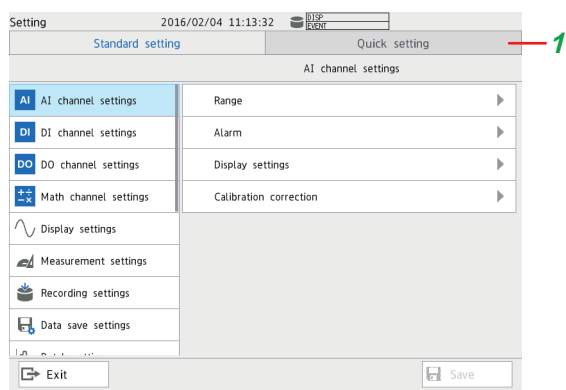 Setting 2016/02/04 11:13:32 DISP
EVENT
Standard setting Quick setting 1
AI channel settings
AI AI channel settings Range
DI DI channel settings Alarm
DO DO channel settings Display settings
Math channel settings Calibration correction
Display settings
Measurement settings
Recording settings
Data save settings
Exit Save